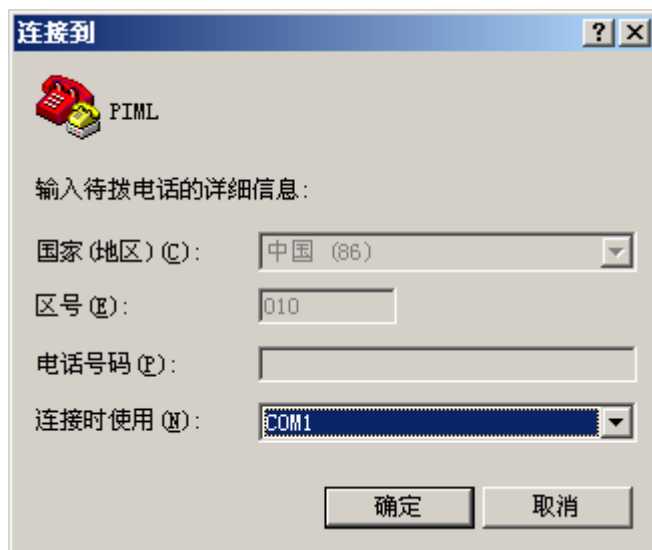 连接到
PIML
输入待拨电话的详细信息:
国家(地区)(C): 中国 (86)
区号(E): 010
电话号码(P):
连接时使用(N): COM1
确定 取消